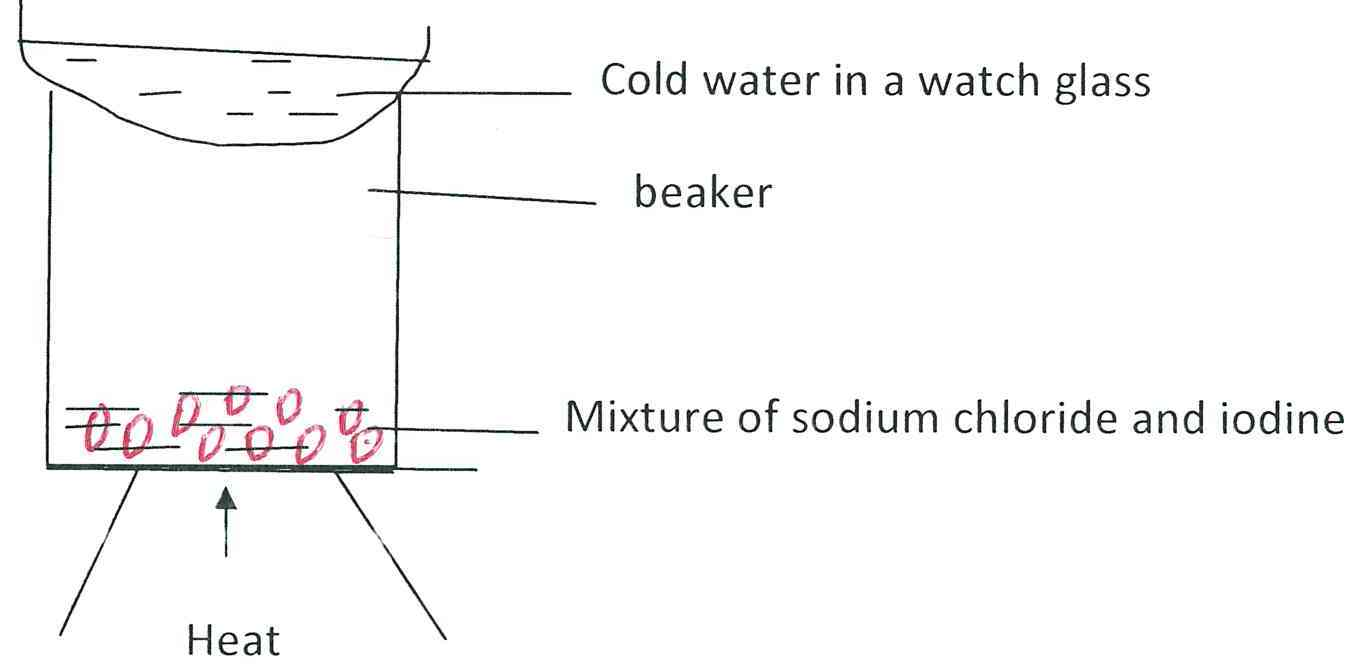 Cold water in a watch glass
beaker
Mixture of sodium chloride and iodine
Heat